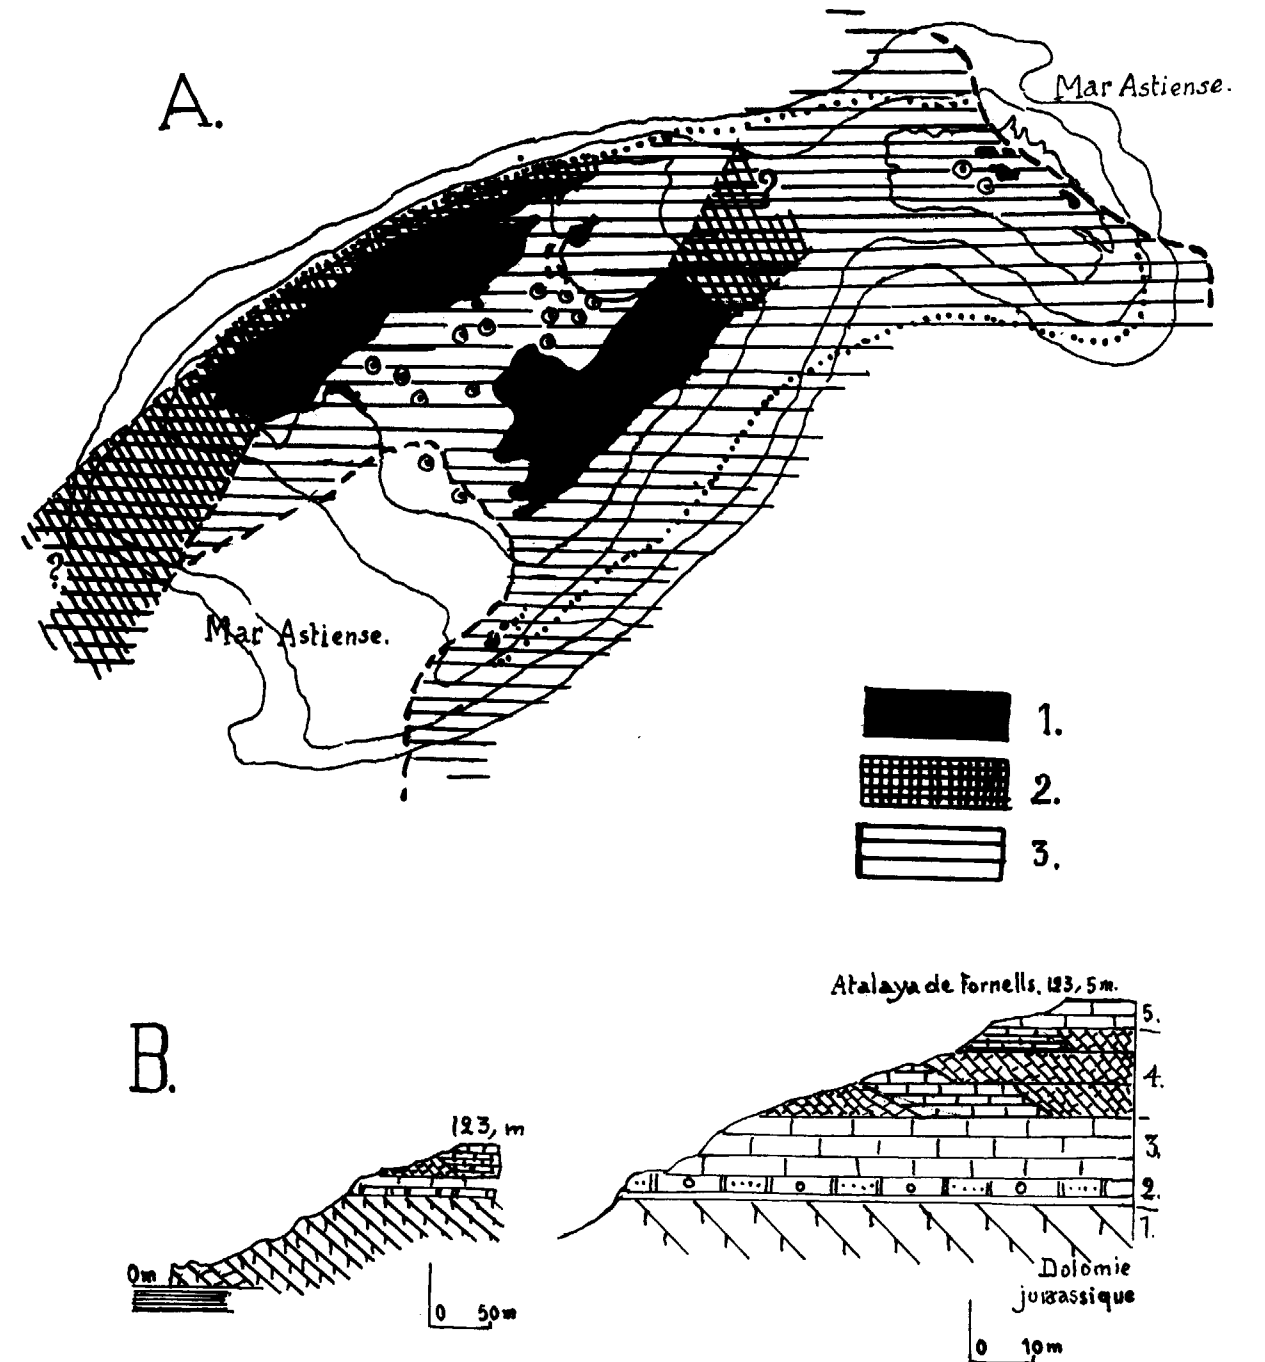 A.
Mar Astiense.
?
?
Mar Astiense.
1.
2.
3.
B.
Atalaya de Fornells. 123,5 m.
5.
4.
3.
2.
1.
123, m
0m
0 50m
Dolomie
jurassique
0 10m